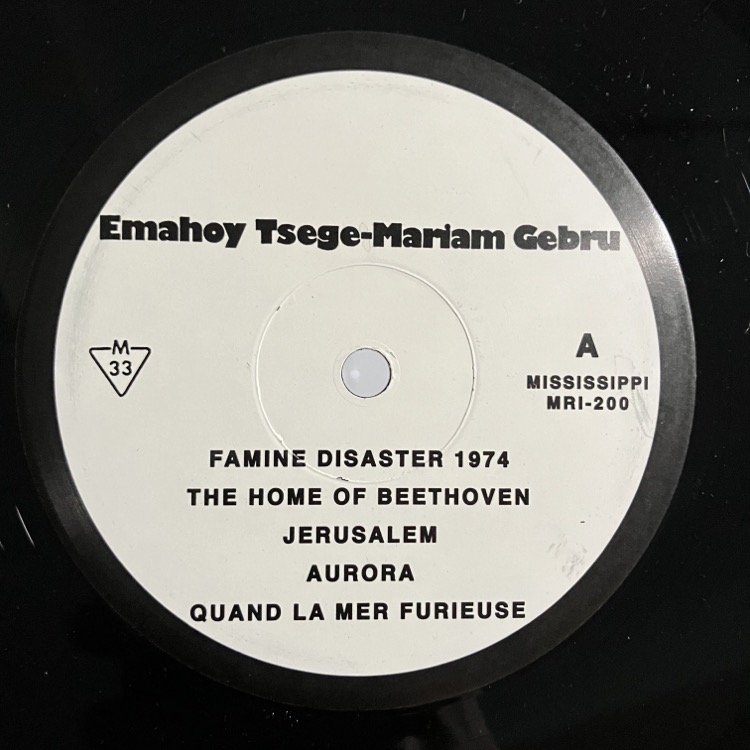 Emahoy Tsege-Mariam Gebru
M
33
A
MISSISSIPPI
MRI-200
FAMINE DISASTER 1974
THE HOME OF BEETHOVEN
JERUSALEM
AURORA
QUAND LA MER FURIEUSE